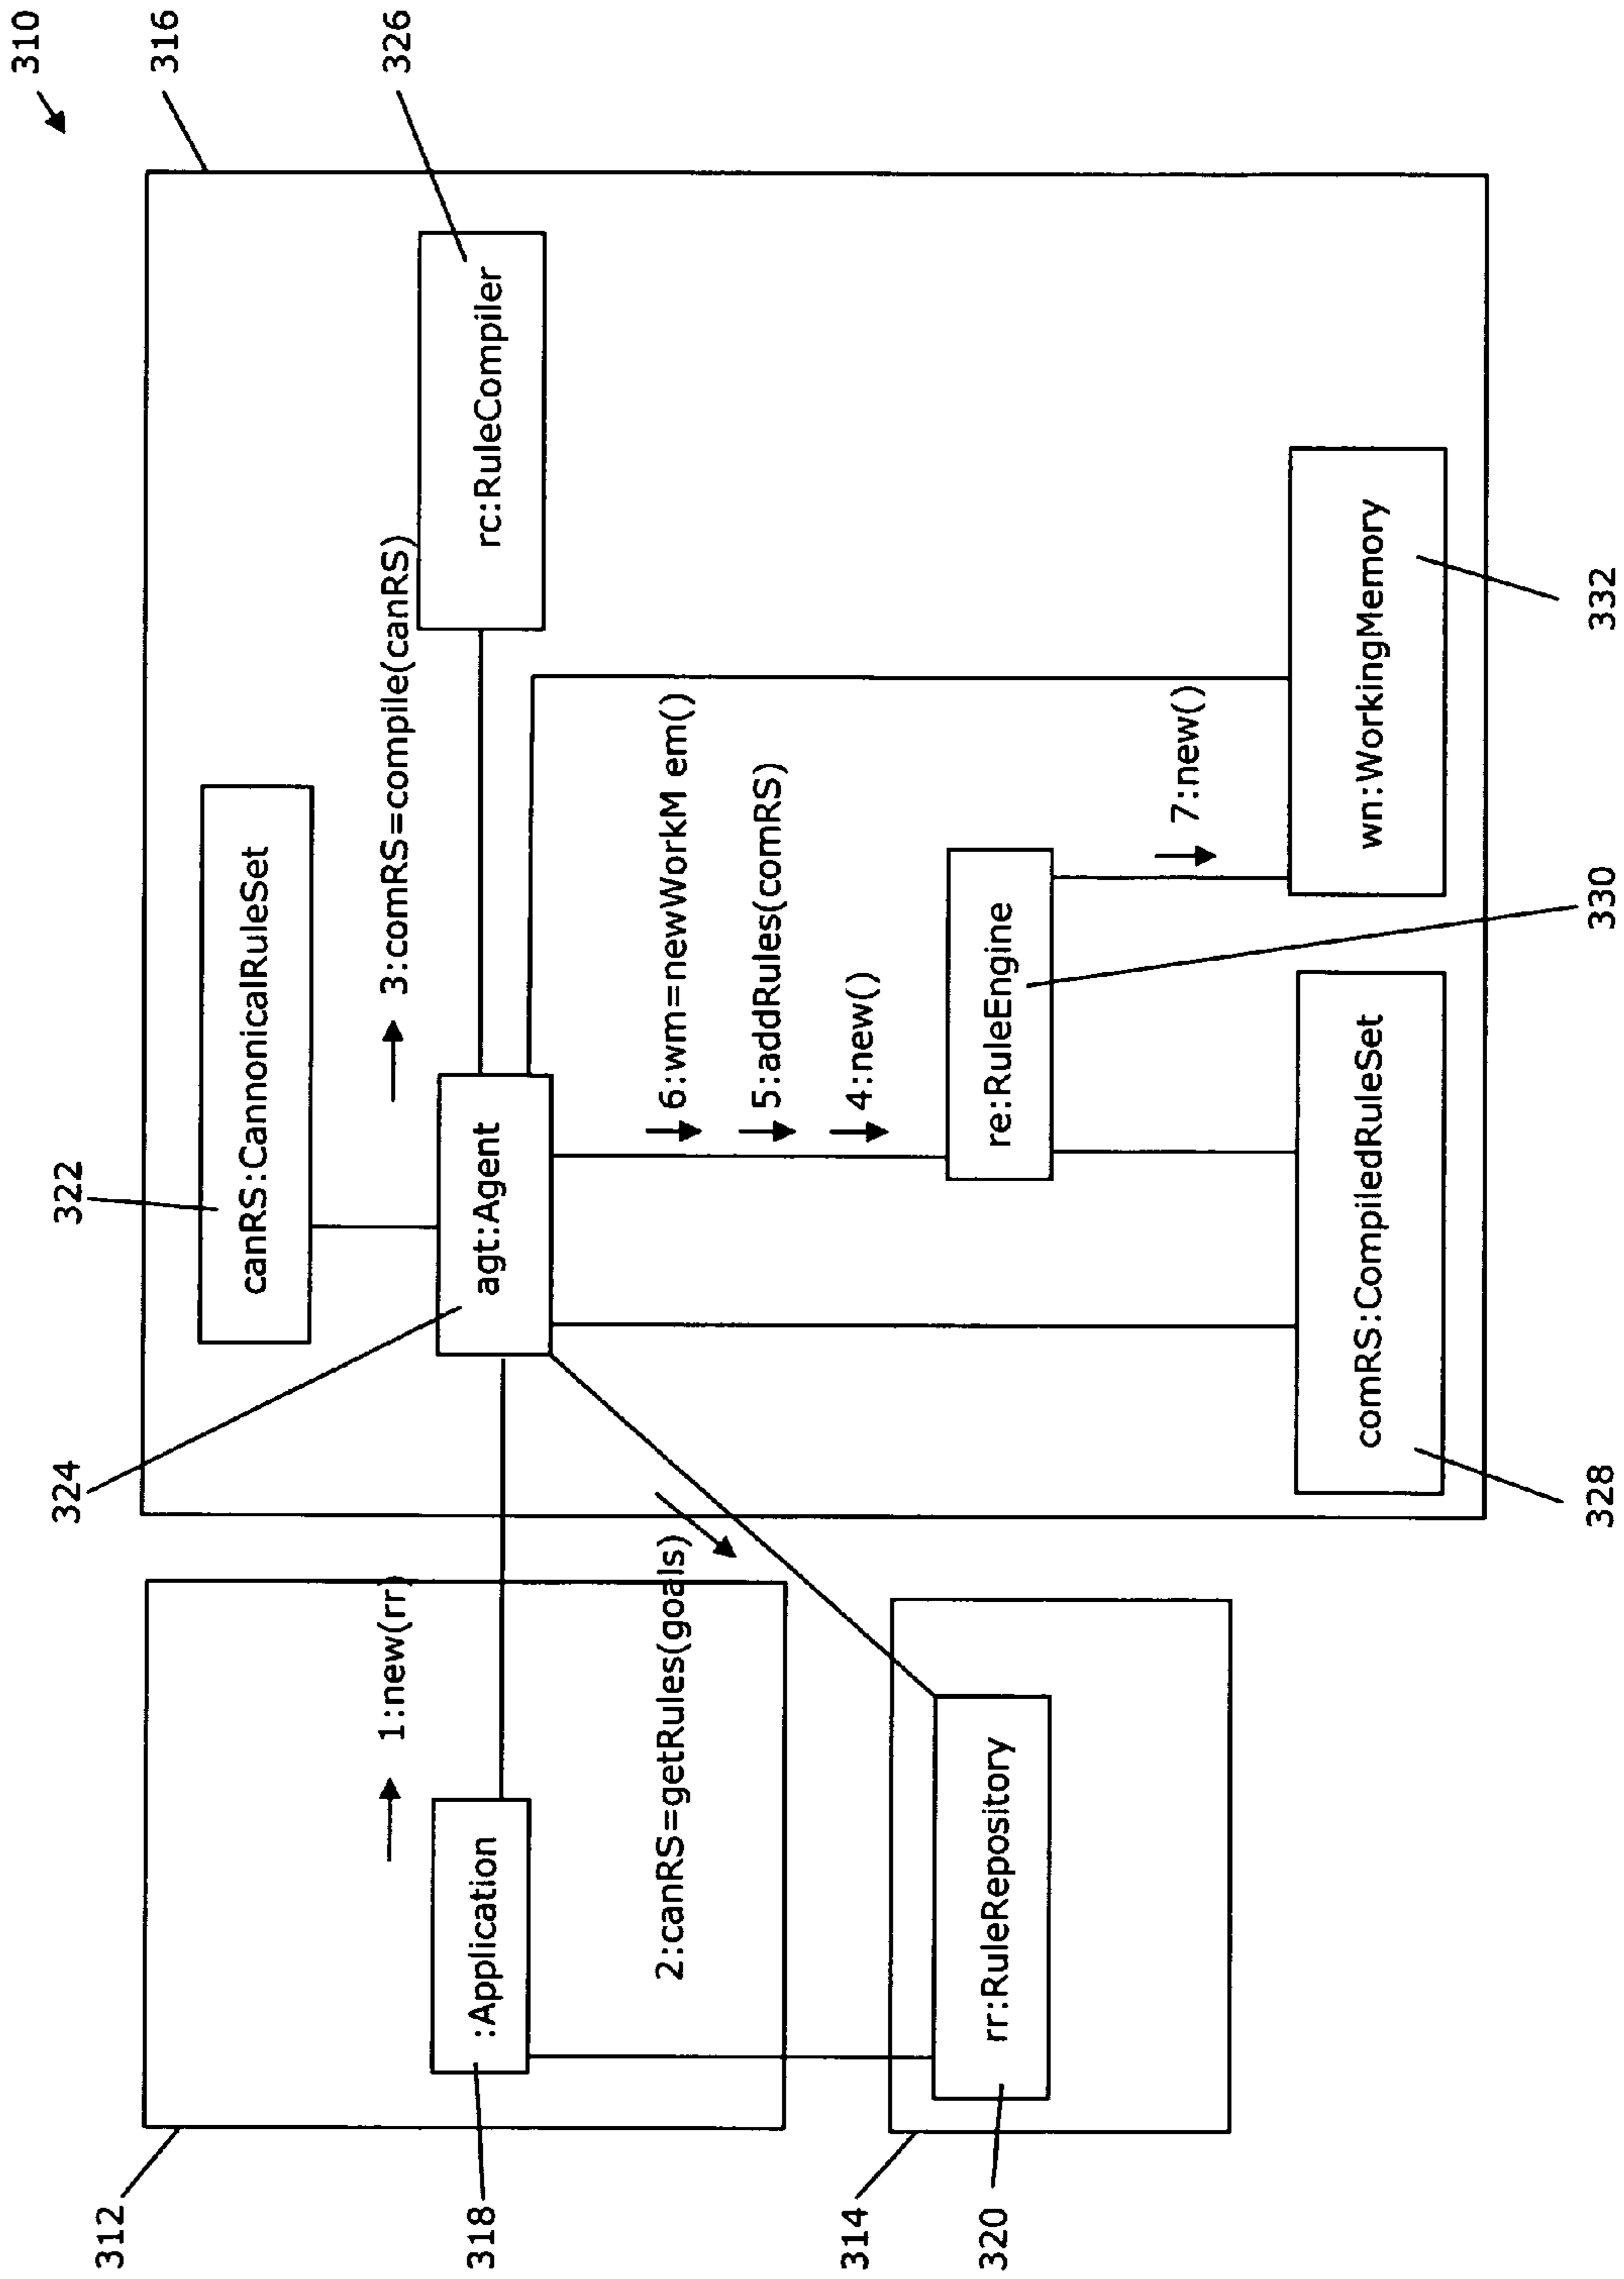 310
316
326
322
324
canRS:CannonicalRuleSet
3:comRS=compile(canRS)
rc:RuleCompiler
agt:Agent
6:wm=newWorkM em()
5:addRules(comRS)
4:new()
re:RuleEngine
7:new()
wn:WorkingMemory
comRS:CompiledRuleSet
328
330
332
312
1:new(rr)
:Application
318
2:canRS=getRules(goals)
314
rr:RuleRepository
320